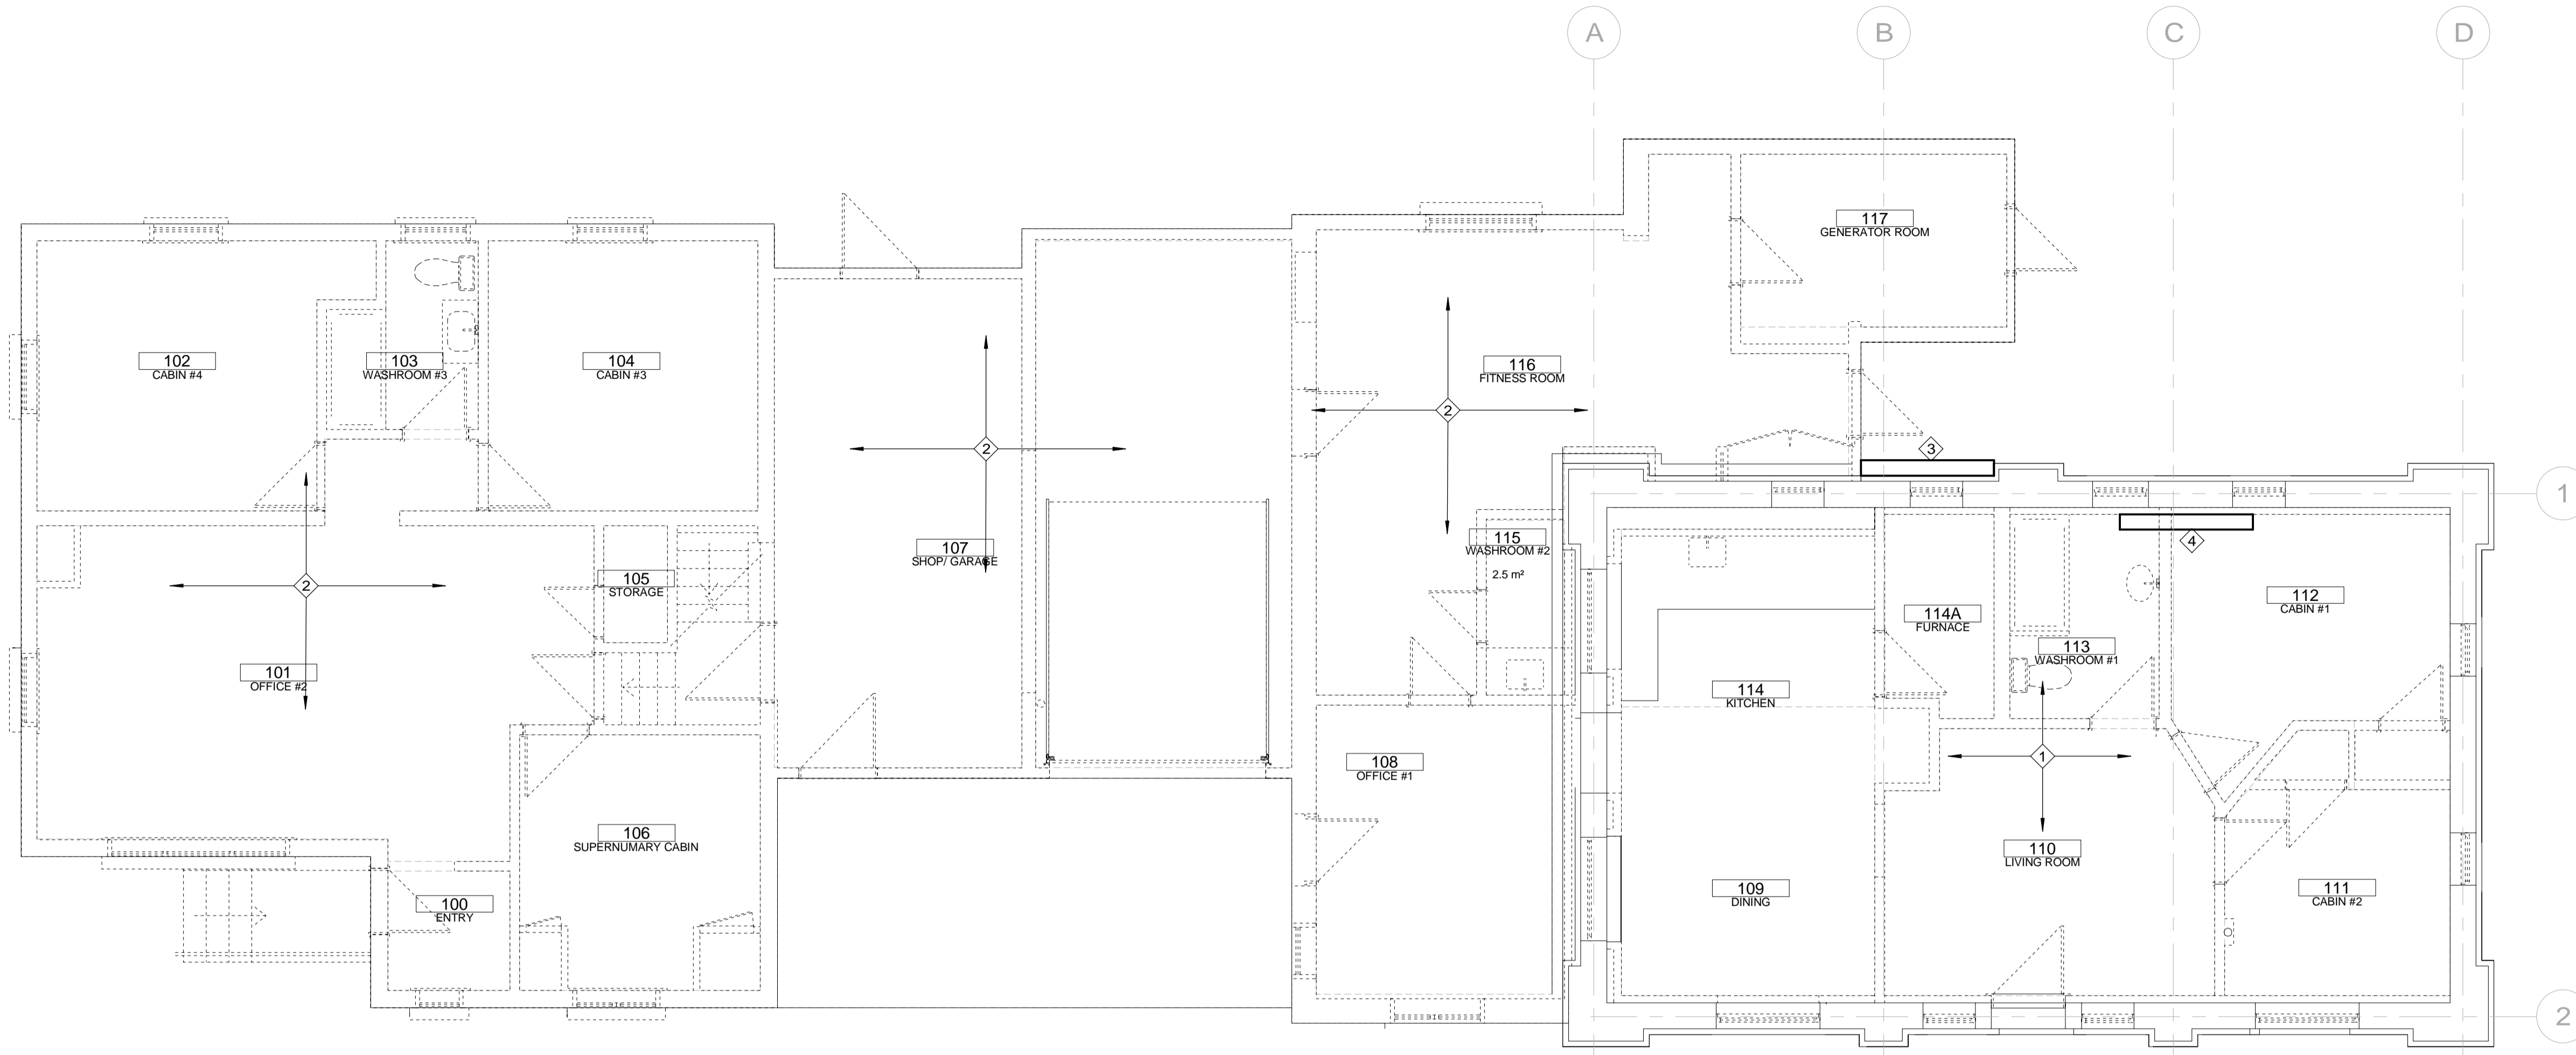 A
B
C
D
117
GENERATOR ROOM
102
CABIN #4
103
WASHROOM #3
104
CABIN #3
116
FITNESS ROOM
2
2
3
1
115
WASHROOM #2
2.5 m²
4
107
SHOP/ GARAGE
105
STORAGE
2
112
CABIN #1
114A
FURNACE
113
WASHROOM #1
101
OFFICE #2
114
KITCHEN
108
OFFICE #1
1
106
SUPERNUMARY CABIN
110
LIVING ROOM
109
DINING
111
CABIN #2
100
ENTRY
2